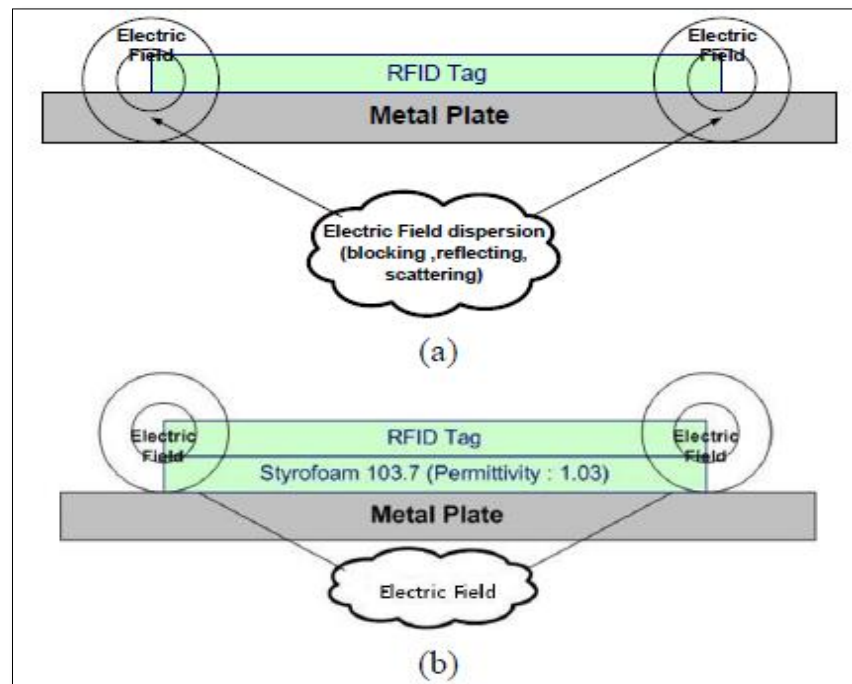 Electric
Field
Electric
Field
RFID Tag
Metal Plate
Electric Field dispersion
(blocking ,reflecting,
scattering)
(a)
Electric
Field
Electric
Field
RFID Tag
Styrofoam 103.7 (Permittivity : 1.03)
Metal Plate
Electric Field
(b)